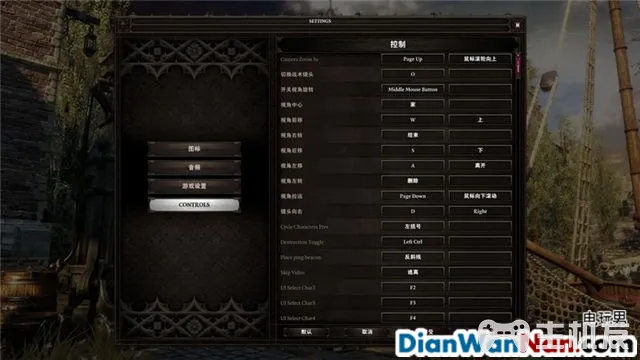 SETTINGS
控制
Camera Zoom In Page Up 鼠标滚轮向上
切换战术镜头 O
开关视角旋转 Middle Mouse Button
视角中心 家
视角前移 W 上
视角右转 结束
视角后移 S 下
视角左移 A 离开
视角左转 删除
视角拉远 Page Down 鼠标向下滚动
镜头向右 D Right
Cycle Characters Prev 左括号
Destruction Toggle Left Ctrl
Place ping beacon 反斜线
Skip Video 逃离
UI Select Char2 F2
UI Select Char3 F3
UI Select Char4 F4
图标
音频
游戏设置
CONTROLS
默认 取消
电玩男
DianWanNan.com